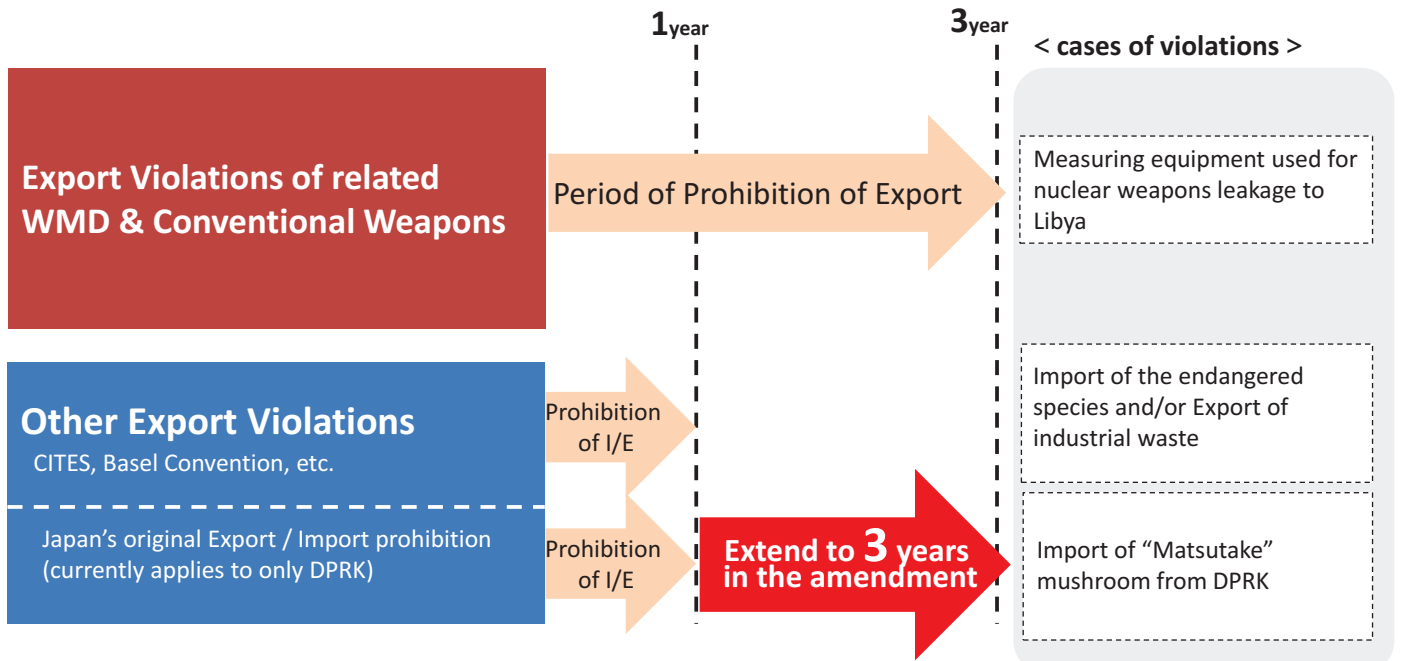 1year
3year
< cases of violations >
Export Violations of related
WMD & Conventional Weapons
Period of Prohibition of Export
Measuring equipment used for
nuclear weapons leakage to
Libya
Other Export Violations
CITES, Basel Convention, etc.
Prohibition
of I/E
Import of the endangered
species and/or Export of
industrial waste
Japan’s original Export / Import prohibition
(currently applies to only DPRK)
Prohibition
of I/E
Extend to 3 years
in the amendment
Import of “Matsutake”
mushroom from DPRK